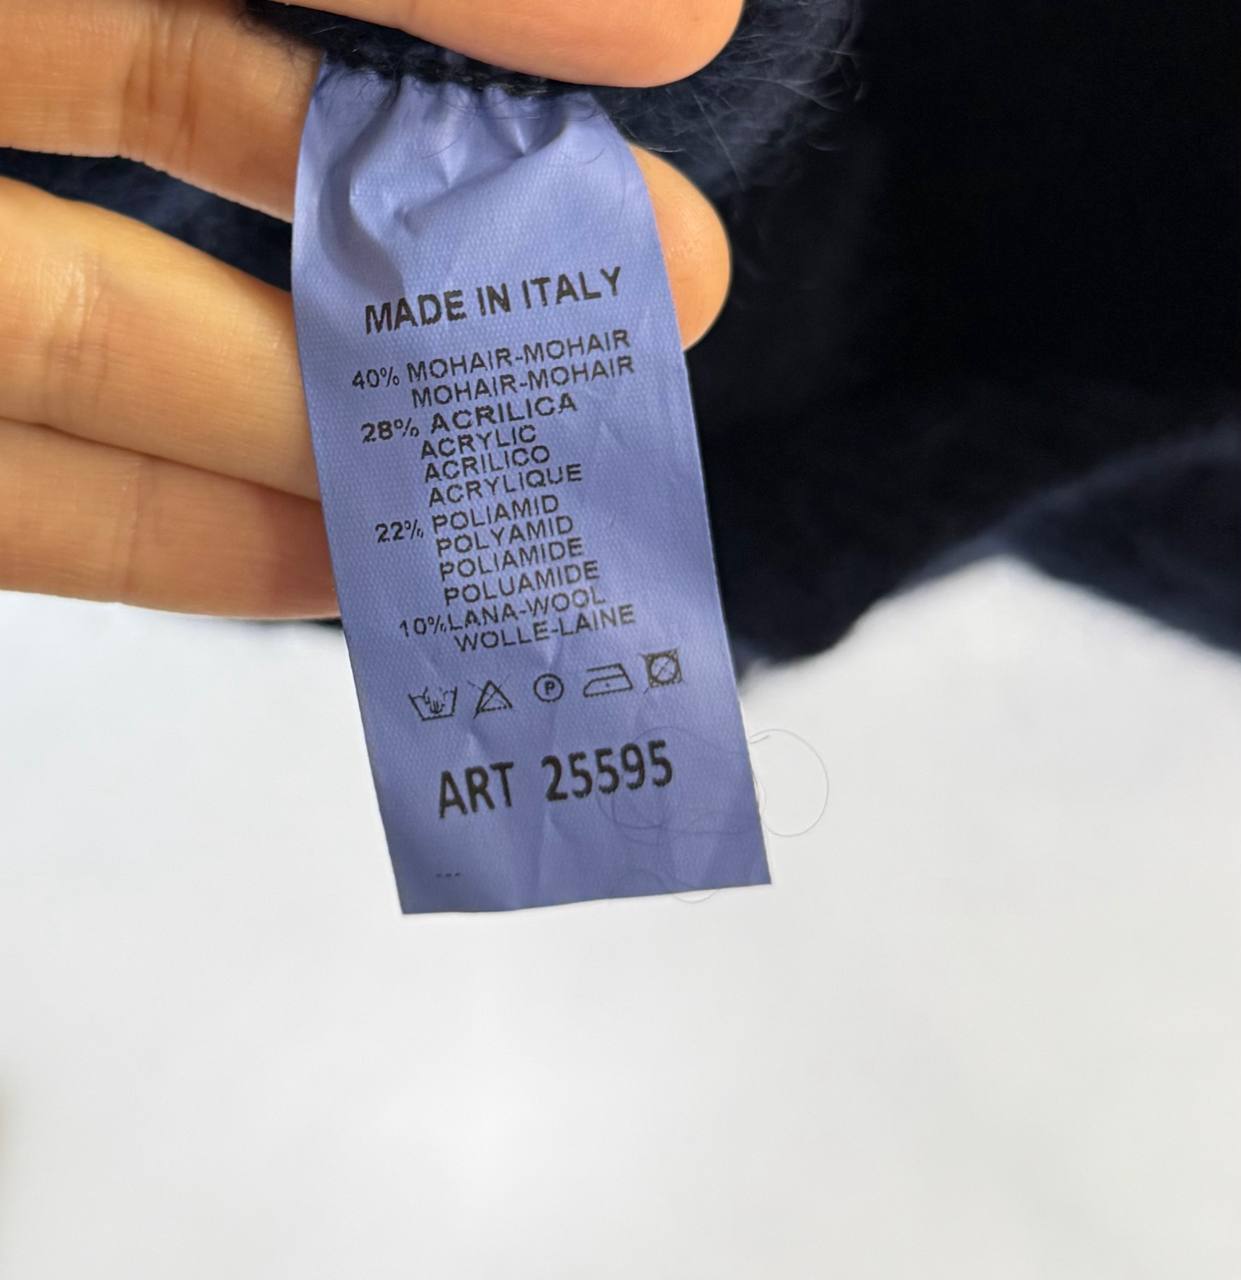 MADE IN ITALY
40% MOHAIR-MOHAIR
MOHAIR-MOHAIR
28% ACRILICA
ACRYLIC
ACRILICO
ACRYLIQUE
22% POLIAMID
POLYAMID
POLIAMIDE
POLUAMIDE
10%LANA-WOOL
WOLLE-LAINE
P
ART 25595
---